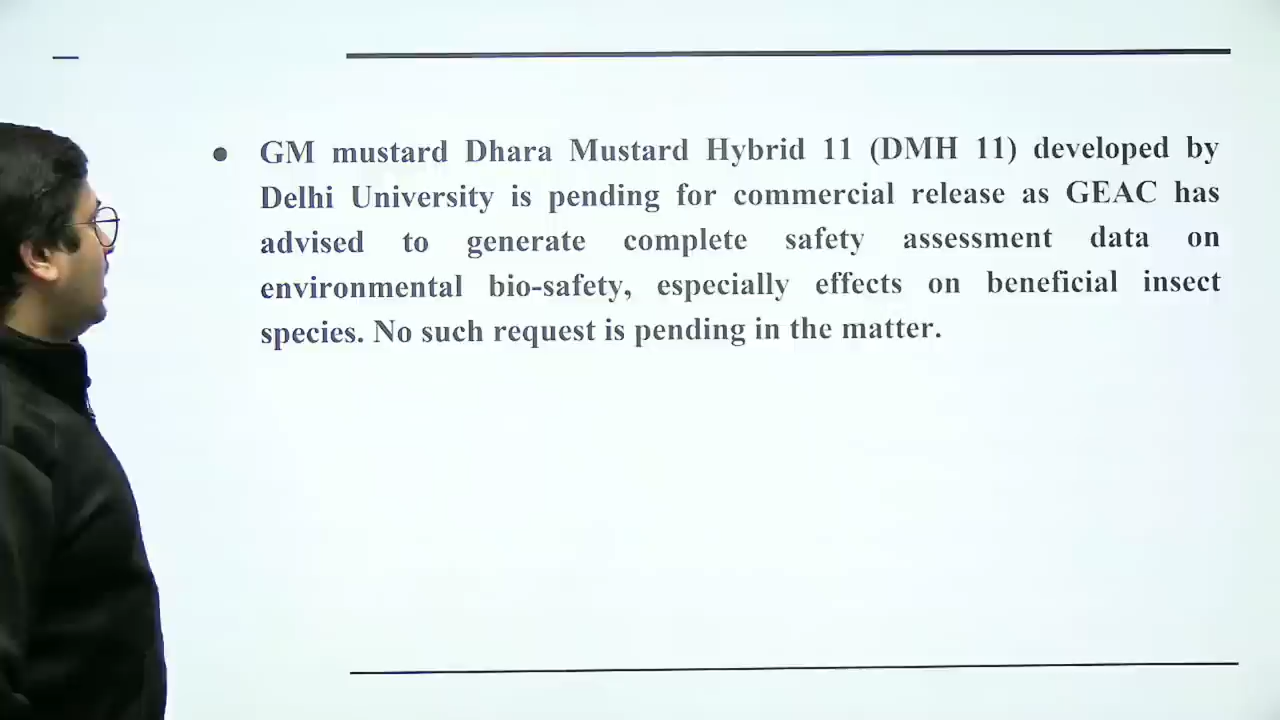 GM mustard Dhara Mustard Hybrid 11 (DMH 11) developed by
Delhi University is pending for commercial release as GEAC has
advised to generate complete safety assessment data on
environmental bio-safety, especially effects on beneficial insect
species. No such request is pending in the matter.